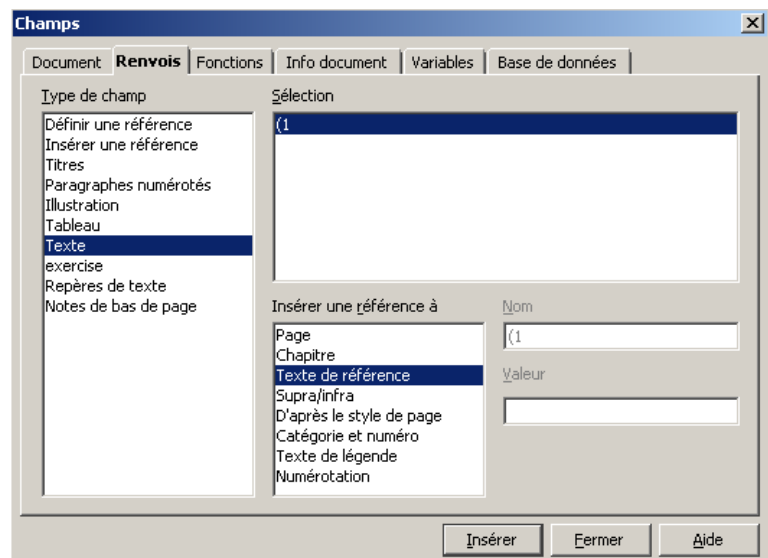 Champs
Document Renvois Fonctions Info document Variables Base de données
Type de champ
Définir une référence
Insérer une référence
Titres
Paragraphes numérotés
Illustration
Tableau
Texte
exercise
Repères de texte
Notes de bas de page
Sélection
(1
Insérer une référence à
Page
Chapitre
Texte de référence
Supra/infra
D'après le style de page
Catégorie et numéro
Texte de légende
Numérotation
Nom
(1
Valeur
Insérer Fermer Aide